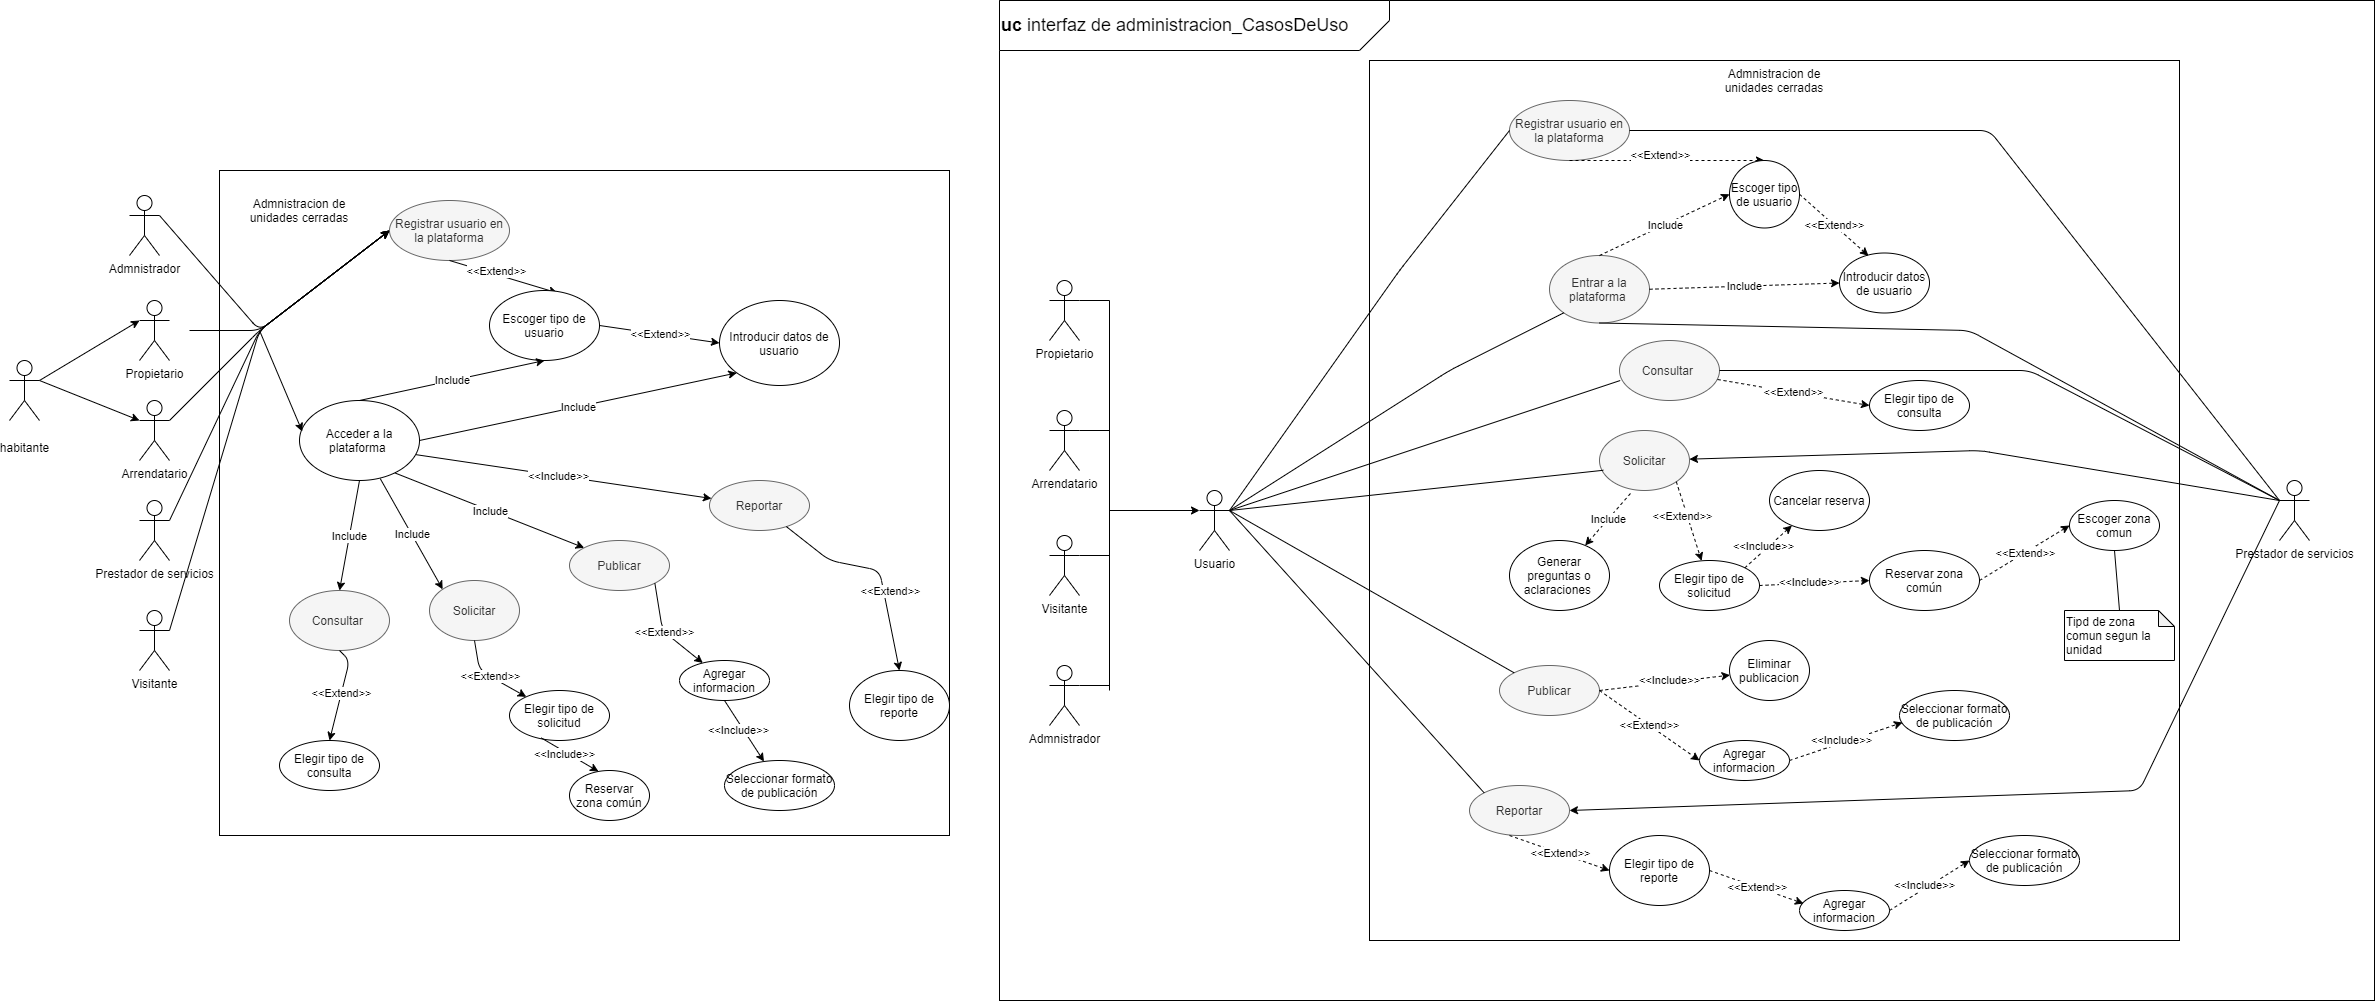 Admnistracion de
unidades cerradas
Admnistrador
Propietario
habitante
Arrendatario
Prestador de servicios
Visitante
Registrar usuario en
la plataforma
<<Extend>>
Escoger tipo de
usuario
<<Extend>>
Introducir datos de
usuario
Include
Include
Acceder a la
plataforma
<<Include>>
Reportar
Include
Include
Include
Publicar
Consultar
Solicitar
<<Extend>>
<<Extend>>
<<Extend>>
<<Extend>>
Agregar
informacion
Elegir tipo de
reporte
Elegir tipo de
solicitud
<<Include>>
<<Include>>
Elegir tipo de
consulta
Reservar
zona común
Seleccionar formato
de publicación
uc interfaz de administracion_CasosDeUso
Admnistracion de
unidades cerradas
Registrar usuario en
la plataforma
<<Extend>>
Escoger tipo
de usuario
Include
<<Extend>>
Entrar a la
plataforma
Include
Introducir datos
de usuario
Propietario
Consultar
<<Extend>>
Elegir tipo de
consulta
Arrendatario
Solicitar
Cancelar reserva
Include
<<Extend>>
Escoger zona
comun
<<Include>>
<<Extend>>
Usuario
Prestador de servicios
Generar
preguntas o
aclaraciones
Elegir tipo de
solicitud
<<Include>>
Reservar zona
común
Visitante
Tipd de zona
comun segun la
unidad
Eliminar
publicacion
<<Include>>
Publicar
<<Extend>>
Seleccionar formato
de publicación
<<Include>>
Admnistrador
Agregar
informacion
Reportar
<<Extend>>
Elegir tipo de
reporte
<<Extend>>
Seleccionar formato
de publicación
<<Include>>
Agregar
informacion